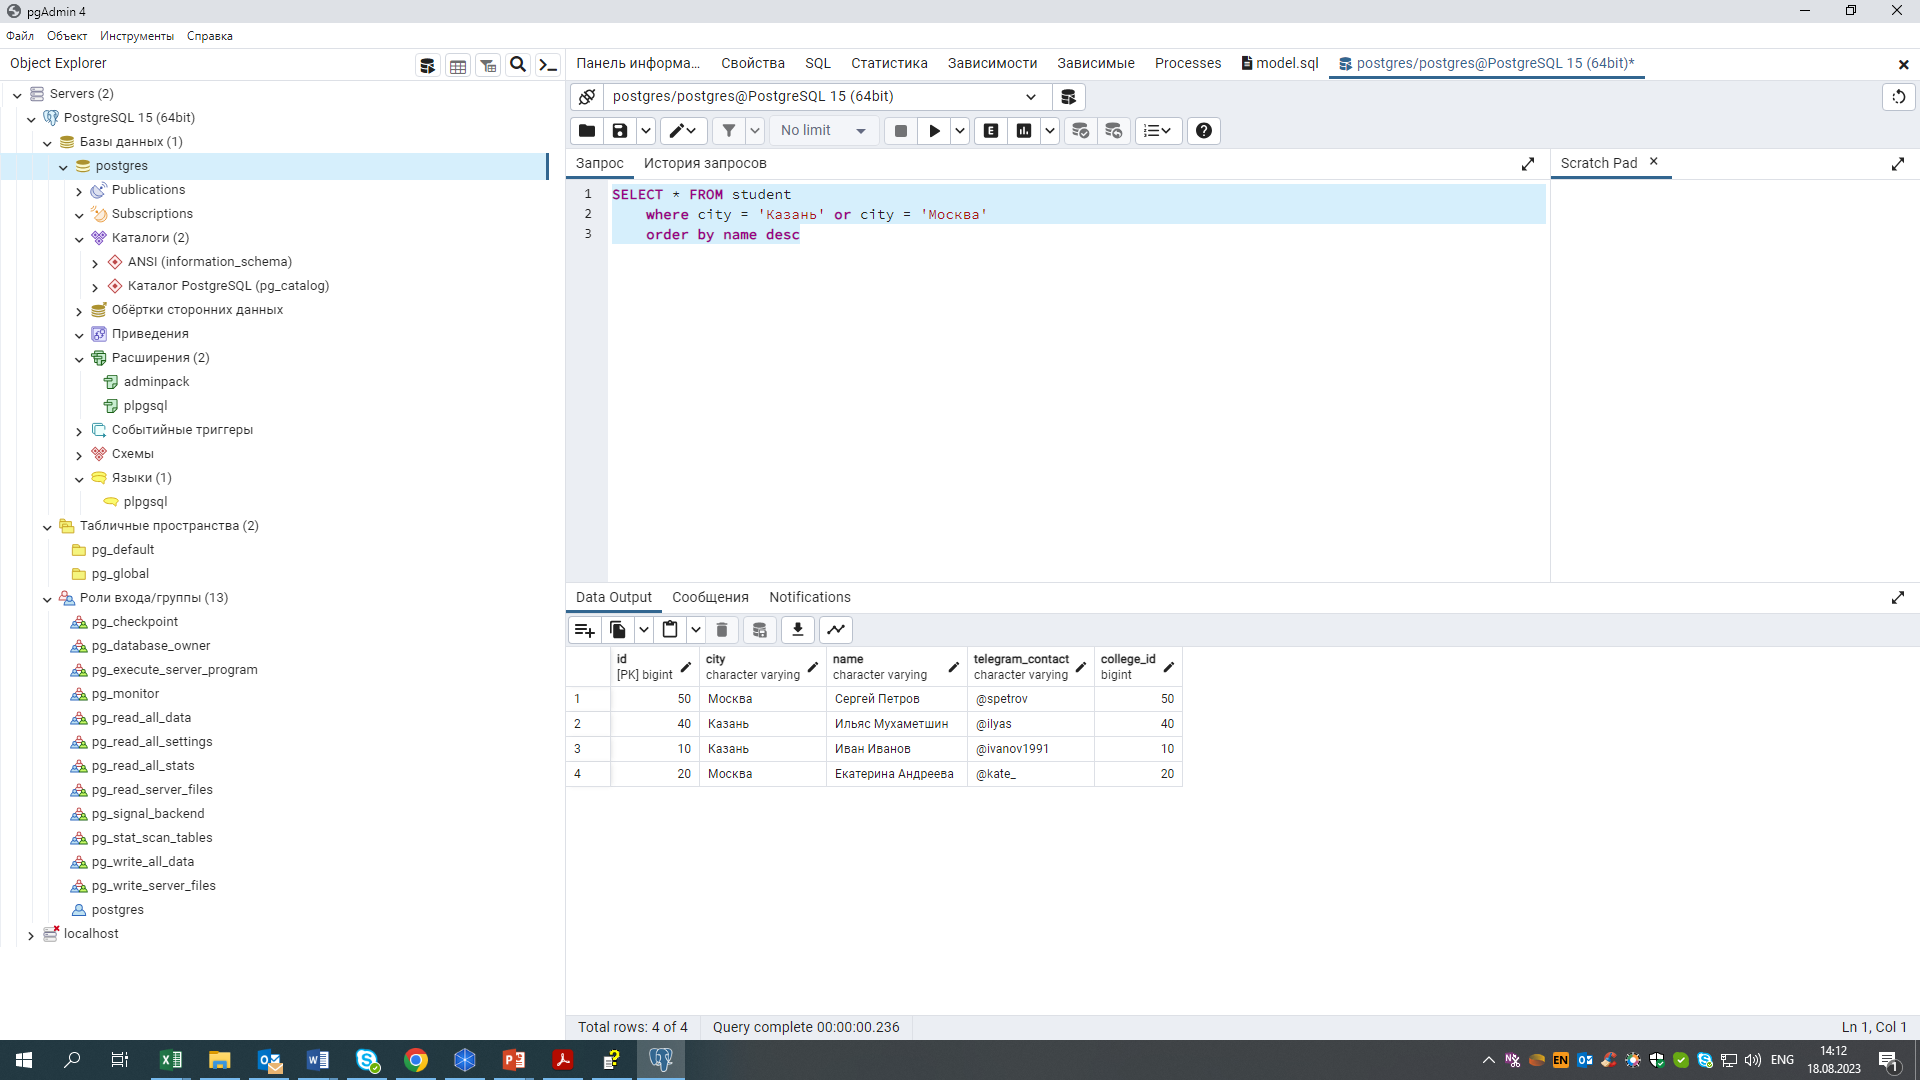 pgAdmin 4
Файл Объект Инструменты Справка
Object Explorer
Servers (2)
PostgreSQL 15 (64bit)
Базы данных (1)
postgres
Publications
Subscriptions
Каталоги (2)
ANSI (information_schema)
Каталог PostgreSQL (pg_catalog)
Обёртки сторонних данных
Приведения
Расширения (2)
adminpack
plpgsql
Событийные триггеры
Схемы
Языки (1)
plpgsql
Табличные пространства (2)
pg_default
pg_global
Роли входа/группы (13)
pg_checkpoint
pg_database_owner
pg_execute_server_program
pg_monitor
pg_read_all_data
pg_read_all_settings
pg_read_all_stats
pg_read_server_files
pg_signal_backend
pg_stat_scan_tables
pg_write_all_data
pg_write_server_files
postgres
localhost
Панель информа... Свойства SQL Статистика Зависимости Зависимые Processes model.sql postgres/postgres@PostgreSQL 15 (64bit)*
postgres/postgres@PostgreSQL 15 (64bit)
No limit
E
Запрос История запросов
Scratch Pad
1 SELECT * FROM student
2 where city = 'Казань' or city = 'Москва'
3 order by name desc
Data Output Сообщения Notifications
id city name telegram_contact college_id
[PK] bigint character varying character varying character varying bigint
1 50 Москва Сергей Петров @spetrov 50
2 40 Казань Ильяс Мухаметшин @ilyas 40
3 10 Казань Иван Иванов @ivanov1991 10
4 20 Москва Екатерина Андреева @kate_ 20
Total rows: 4 of 4 Query complete 00:00:00.236 Ln 1, Col 1
EN ENG 14:12
18.08.2023
1